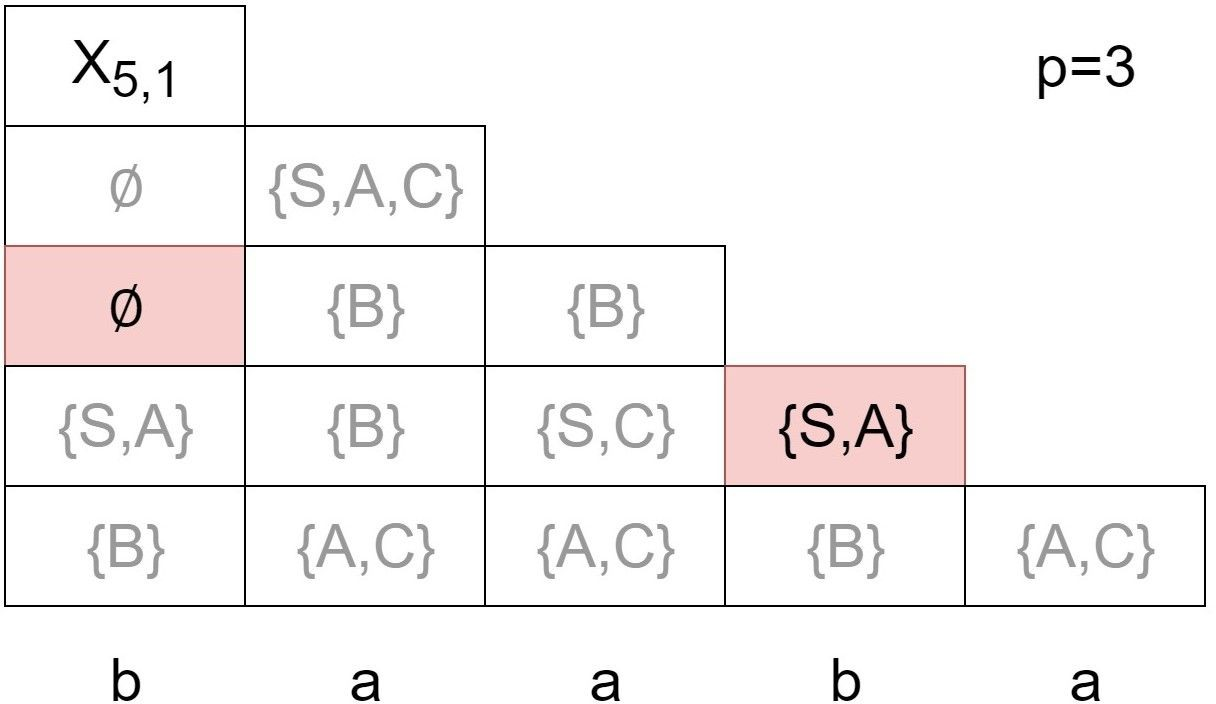 X5,1 p=3
∅ {S,A,C}
∅ {B} {B}
{S,A} {B} {S,C} {S,A}
{B} {A,C} {A,C} {B} {A,C}
b a a b a